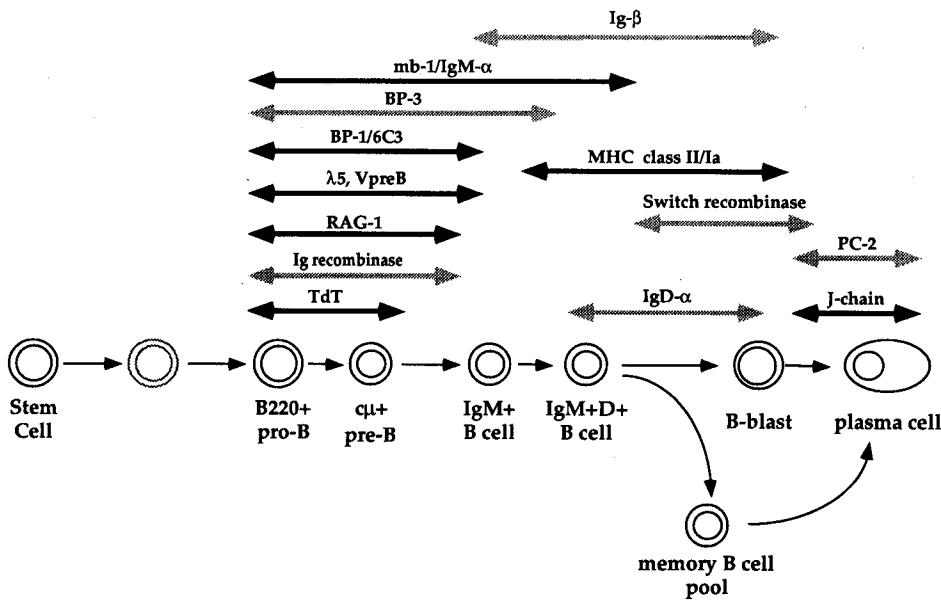 Ig-β
mb-1/IgM-α
BP-3
BP-1/6C3
MHC class II/Ia
λ5, VpreB
Switch recombinase
RAG-1
PC-2
Ig recombinase
TdT
IgD-α
J-chain
Stem
Cell
B220+
pro-B
cμ+
pre-B
IgM+
B cell
IgM+D+
B cell
B-blast
plasma cell
memory B cell
pool